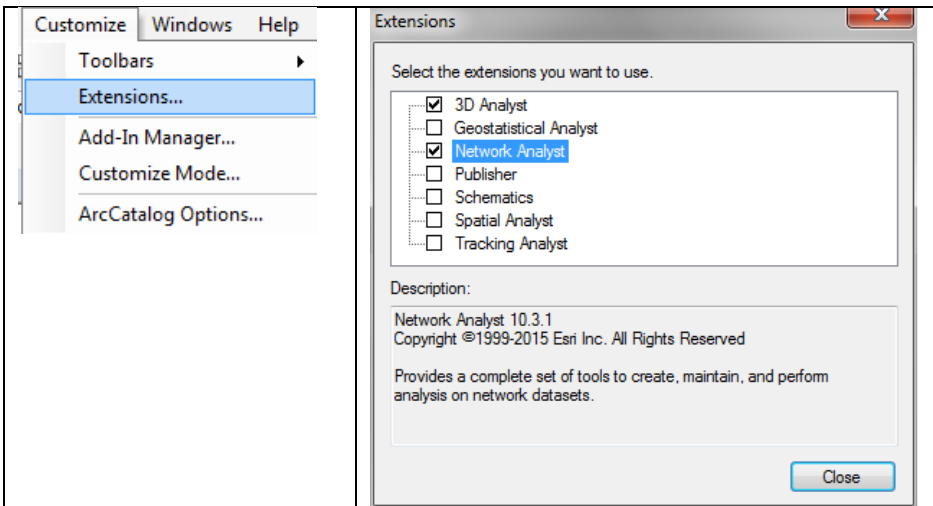 Customize Windows Help
Toolbars
Extensions...
Add-In Manager...
Customize Mode...
ArcCatalog Options...
Extensions
Select the extensions you want to use.
3D Analyst
Geostatistical Analyst
Network Analyst
Publisher
Schematics
Spatial Analyst
Tracking Analyst
Description:
Network Analyst 10.3.1
Copyright ©1999-2015 Esri Inc. All Rights Reserved
Provides a complete set of tools to create, maintain, and perform
analysis on network datasets.
Close